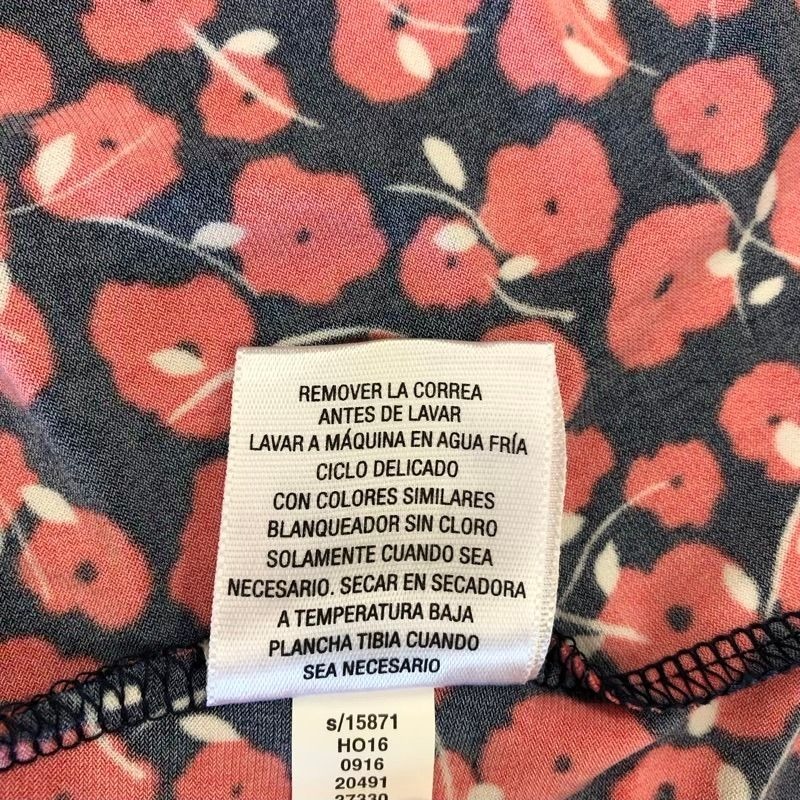 REMOVER LA CORREA
ANTES DE LAVAR
LAVAR A MÁQUINA EN AGUA FRÍA
CICLO DELICADO
CON COLORES SIMILARES
BLANQUEADOR SIN CLORO
SOLAMENTE CUANDO SEA
NECESARIO. SECAR EN SECADORA
A TEMPERATURA BAJA
PLANCHA TIBIA CUANDO
SEA NECESARIO
s/15871
HO16
0916
20491
27330